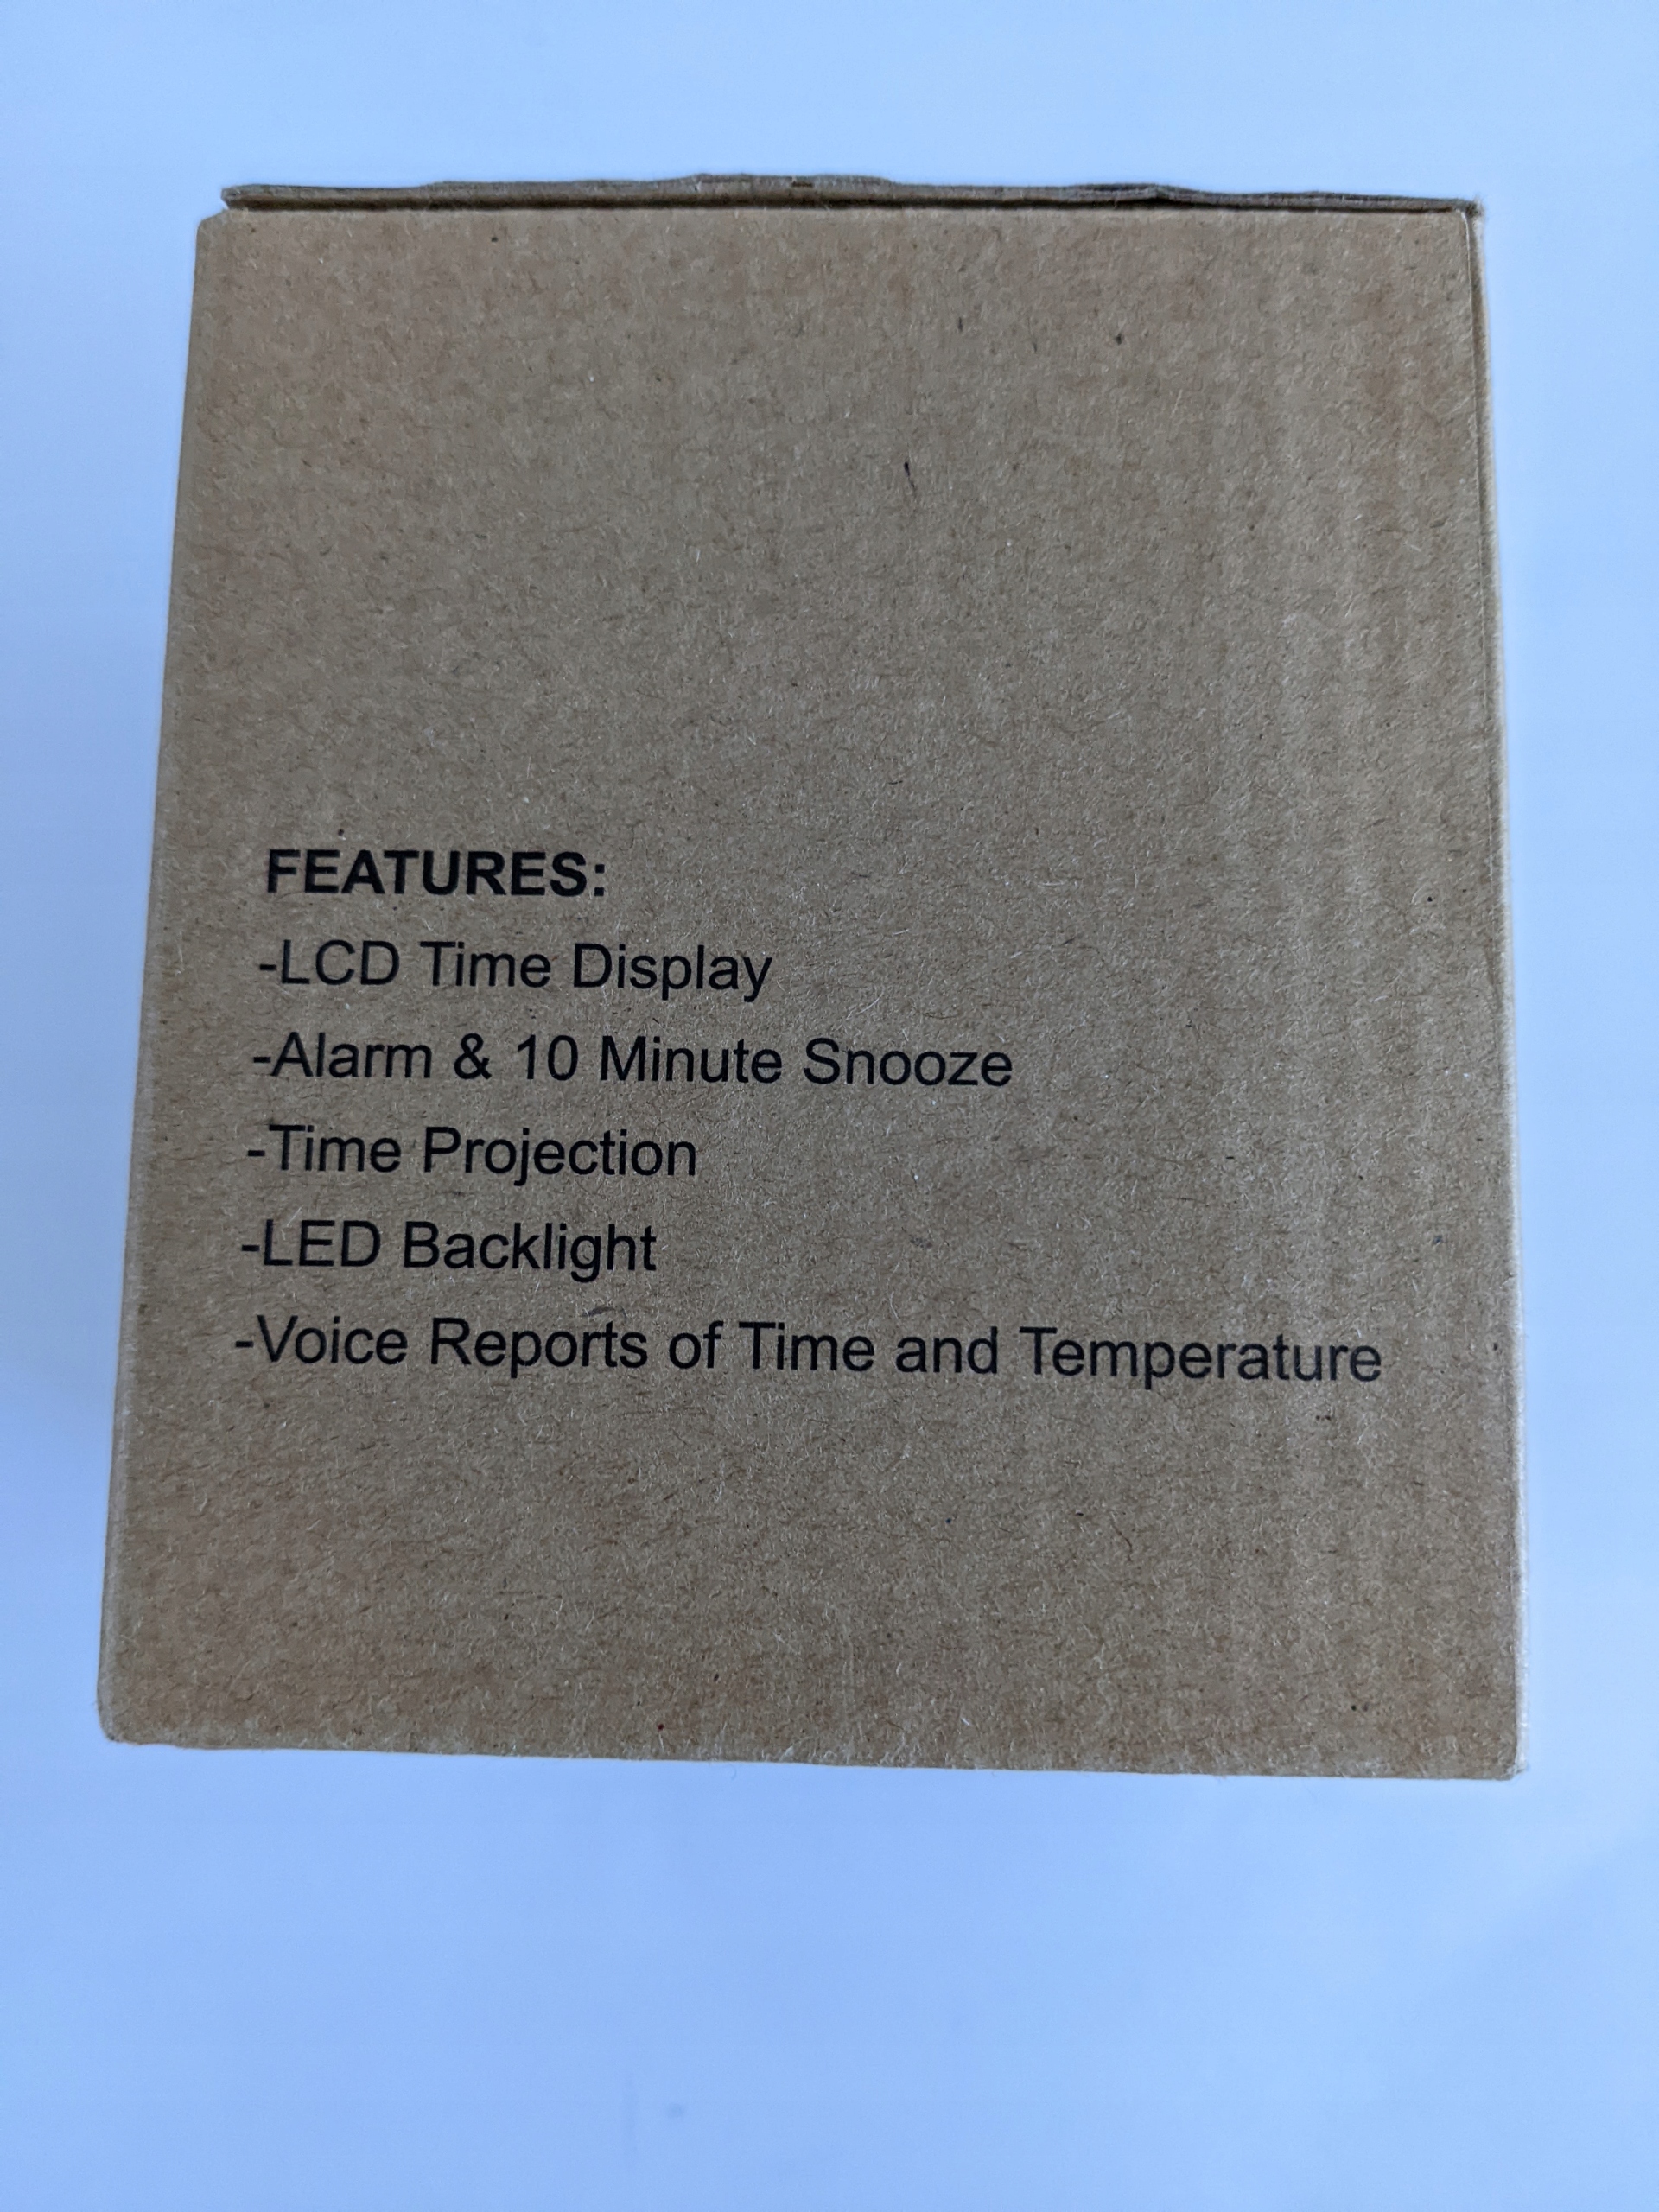 FEATURES:
-LCD Time Display
-Alarm & 10 Minute Snooze
-Time Projection
-LED Backlight
-Voice Reports of Time and Temperature